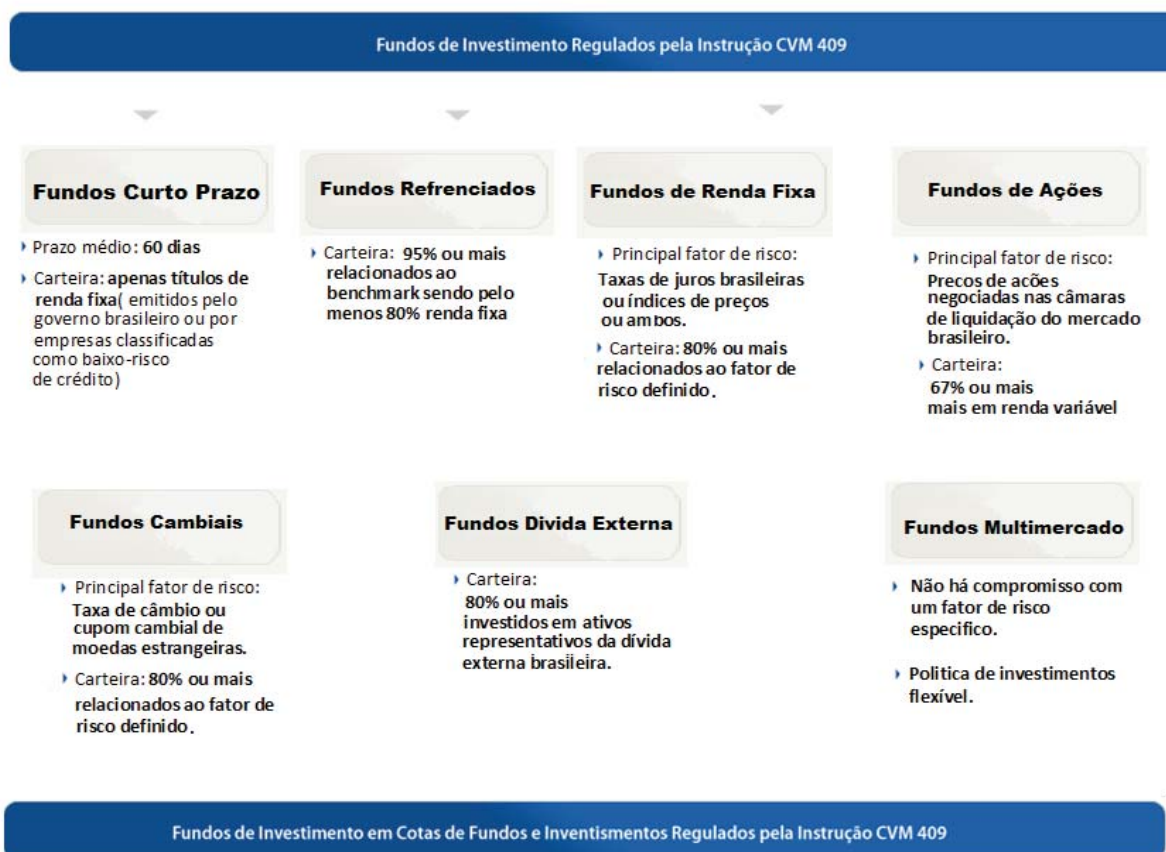 Fundos de Investimento Regulados pela Instrução CVM 409
Fundos Curto Prazo
Prazo médio: 60 dias
Carteira: apenas títulos de
renda fixa( emitidos pelo
governo brasileiro ou por
empresas classificadas
como baixo-risco
de crédito)
Fundos Refrenciados
Carteira: 95% ou mais
relacionados ao
benchmark sendo pelo
menos 80% renda fixa
Fundos de Renda Fixa
Principal fator de risco:
Taxas de juros brasileiras
ou índices de preços
ou ambos.
Carteira: 80% ou mais
relacionados ao fator de
risco definido.
Fundos de Ações
Principal fator de risco:
Precos de acões
negociadas nas câmaras
de liquidação do mercado
brasileiro.
Carteira:
67% ou mais
mais em renda variável
Fundos Cambiais
Principal fator de risco:
Taxa de câmbio ou
cupom cambial de
moedas estrangeiras.
Carteira: 80% ou mais
relacionados ao fator de
risco definido.
Fundos Divida Externa
Carteira:
80% ou mais
investidos em ativos
representativos da dívida
externa brasileira.
Fundos Multimercado
Não há compromisso com
um fator de risco
especifico.
Politica de investimentos
flexível.
Fundos de Investimento em Cotas de Fundos e Inventismentos Regulados pela Instrução CVM 409